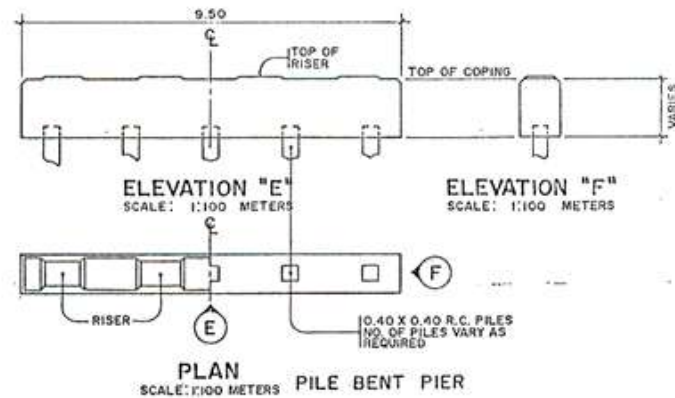 9.50
℄
TOP OF
RISER
TOP OF COPING
VARIES
ELEVATION "E"
SCALE: 1:100 METERS
ELEVATION "F"
SCALE: 1:100 METERS
℄
F
RISER
E
0.40 X 0.40 R.C. PILES
NO. OF PILES VARY AS
REQUIRED
PLAN
SCALE: 1:100 METERS
PILE BENT PIER